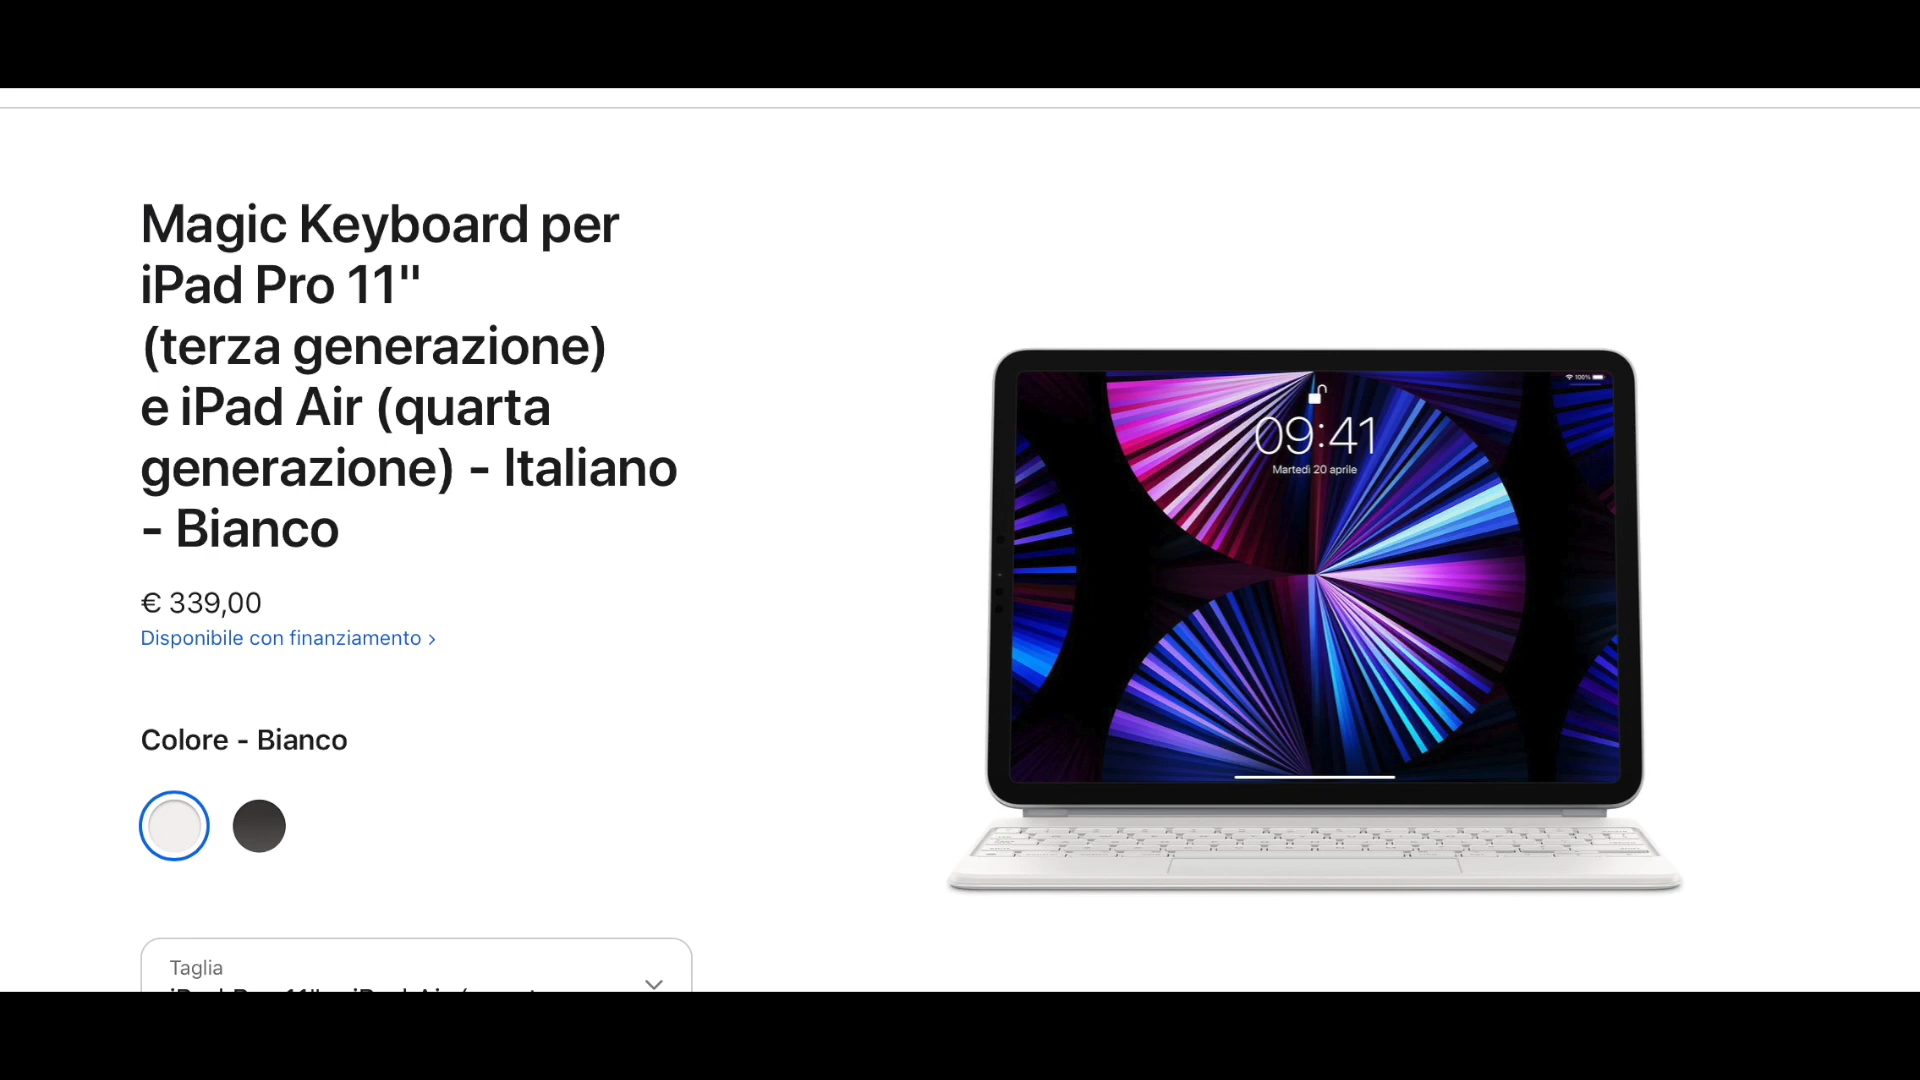 Magic Keyboard per
iPad Pro 11"
(terza generazione)
e iPad Air (quarta
generazione) - Italiano
- Bianco
€ 339,00
Disponibile con finanziamento >
Colore - Bianco
Taglia
100%
09:41
Martedì 20 aprile